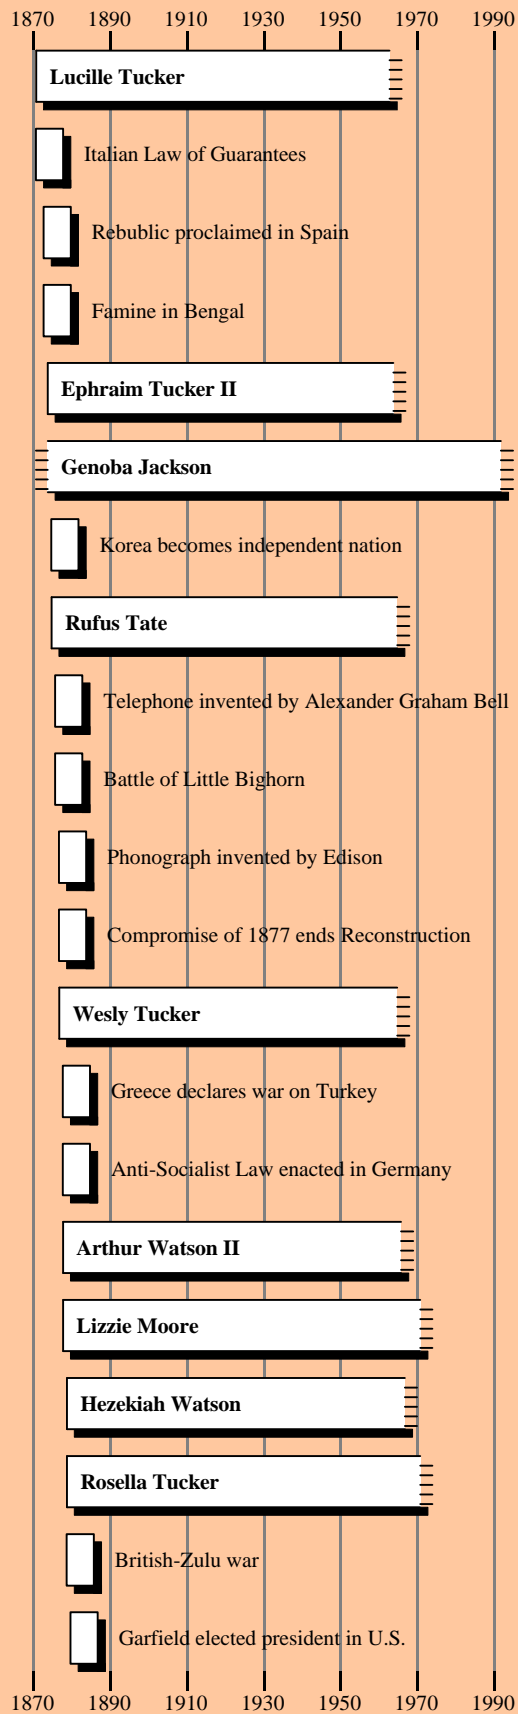 1870 1890 1910 1930 1950 1970 1990
Lucille Tucker
Italian Law of Guarantees
Rebublic proclaimed in Spain
Famine in Bengal
Ephraim Tucker II
Genoba Jackson
Korea becomes independent nation
Rufus Tate
Telephone invented by Alexander Graham Bell
Battle of Little Bighorn
Phonograph invented by Edison
Compromise of 1877 ends Reconstruction
Wesly Tucker
Greece declares war on Turkey
Anti-Socialist Law enacted in Germany
Arthur Watson II
Lizzie Moore
Hezekiah Watson
Rosella Tucker
British-Zulu war
Garfield elected president in U.S.
1870 1890 1910 1930 1950 1970 1990